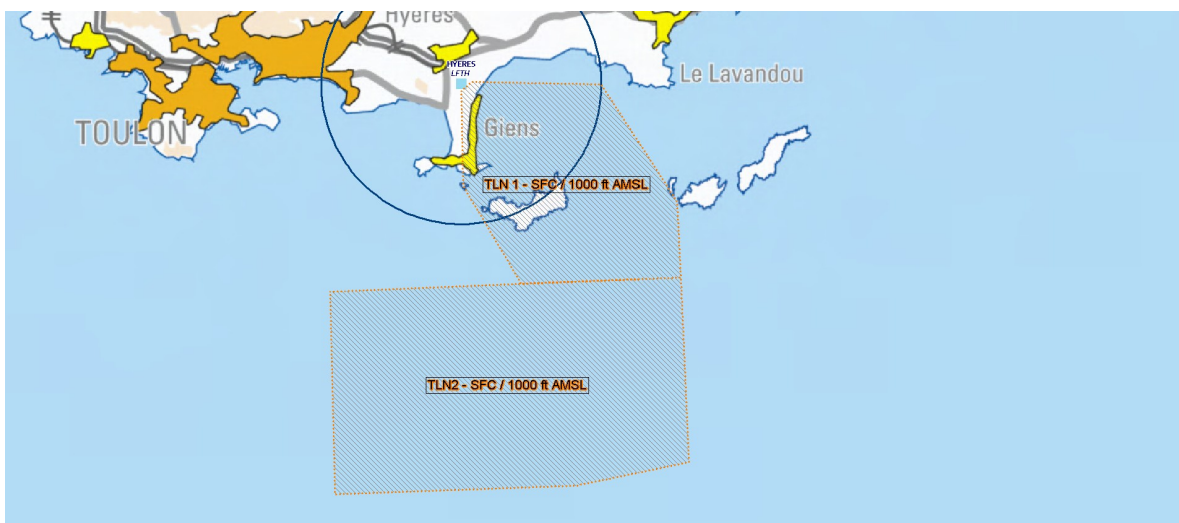 Hyères
HYERES
LFTH
Le Lavandou
TOULON
Giens
TLN 1 - SFC / 1000 ft AMSL
TLN2 - SFC / 1000 ft AMSL